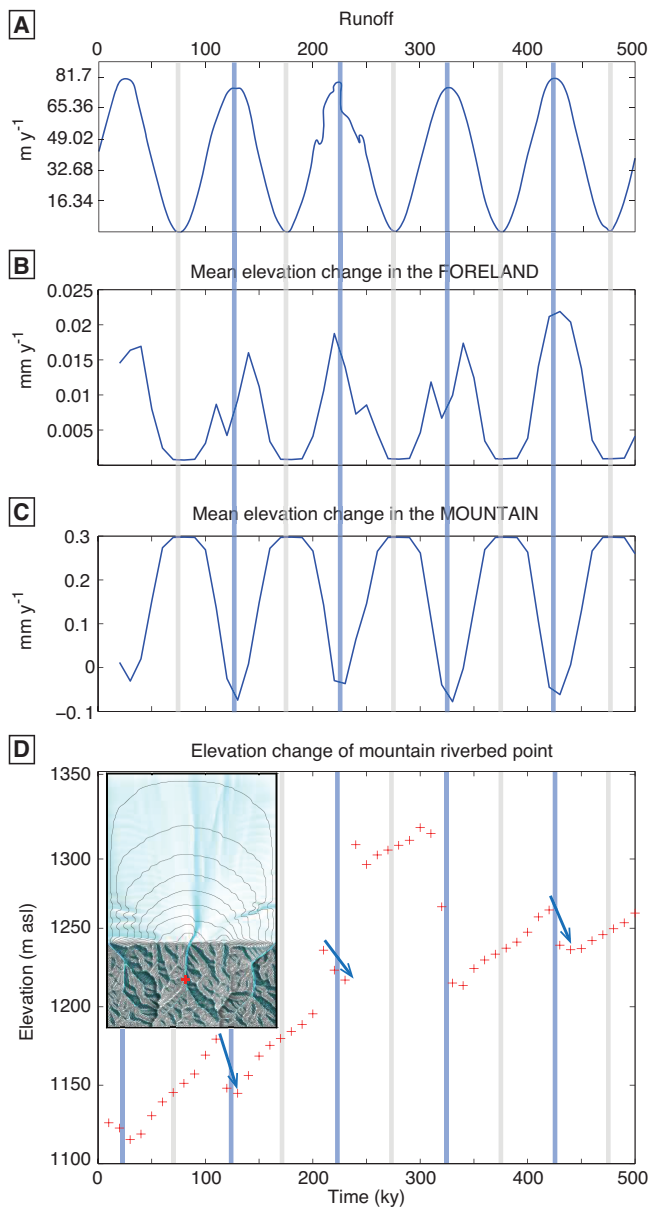 A
Runoff
0 100 200 300 400 500
81.7
65.36
49.02
32.68
16.34
m y⁻¹
B
Mean elevation change in the FORELAND
0.025
0.02
0.015
0.01
0.005
mm y⁻¹
C
Mean elevation change in the MOUNTAIN
0.3
0.2
0.1
0
−0.1
mm y⁻¹
D
Elevation change of mountain riverbed point
1350
1300
1250
1200
1150
1100
Elevation (m asl)
0 100 200 300 400 500
Time (ky)